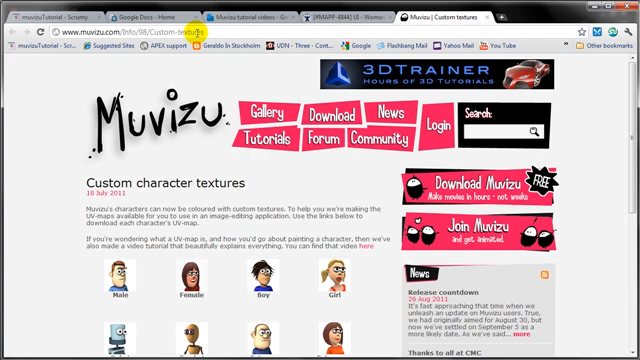 muvizuTutorial - Scrumy
Google Docs - Home
Muvizu tutorial videos - Go
[#MAPP-4844] UI - Woma
Muvizu | Custom textures
www.muvizu.com/Info/98/Custom-textures
muvizuTutorial - Scrumy
Suggested Sites
APEX support
Geraldo In Stockholm
UDN - Three - Cont...
Google
Flashbang Mail
Yahoo Mail
YouTube
Other bookmarks
3DTRAINER
HOURS OF 3D TUTORIALS
Muvizu
Gallery
Download
News
Login
Search:
Tutorials
Forum
Community
Custom character textures
18 July 2011
Muvizu's characters can now be coloured with custom textures. To help you we're making the
UV-maps available for you to use in an image-editing application. Use the links below to
download each character's UV-map.
If you're wondering what a UV-map is, and how you'd go about painting a character, then we've
also made a video tutorial that beautifully explains everything. You can find that video here
Male
Female
Boy
Girl
Download Muvizu
FREE
Make movies in hours - not weeks
Join Muvizu
and get animated
News
Release countdown
26 Aug 2011
It's fast approaching that time when we
unleash an update on Muvizu users. True,
we had originally aimed for August 30, but
now we've settled on September 5 as a
more likely date. As we've said... more
Thanks to all at CMC